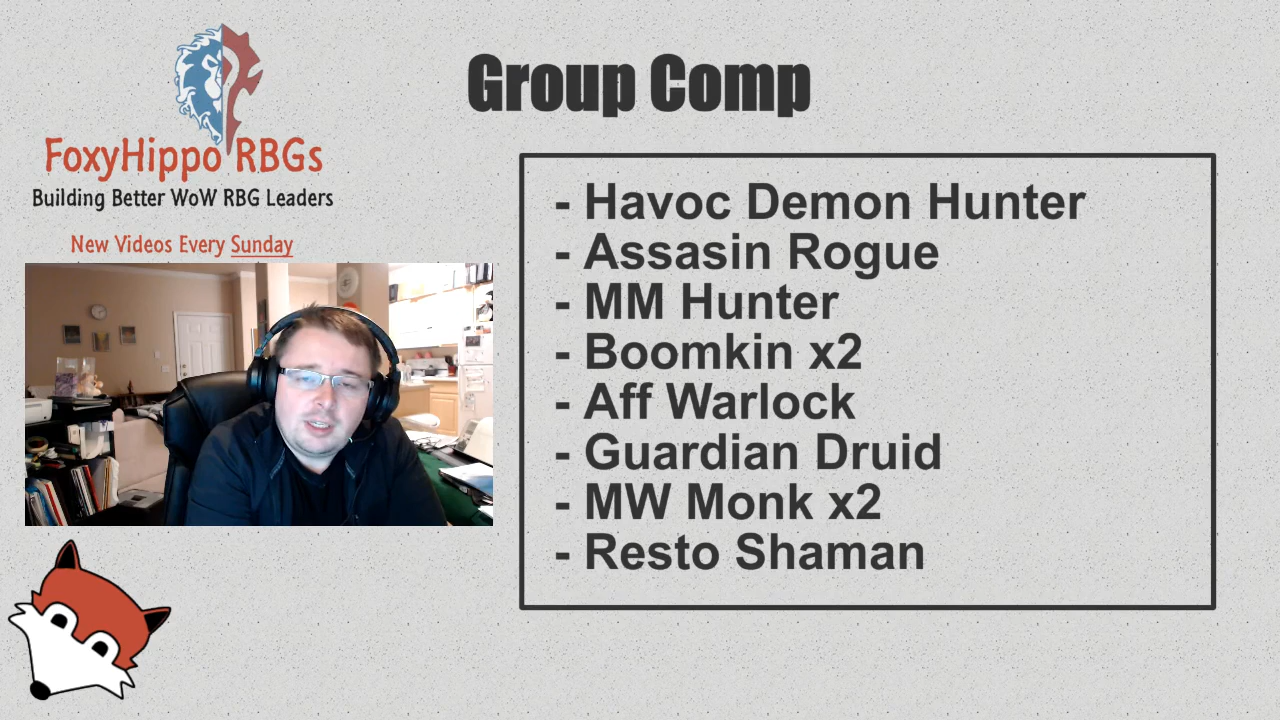 Group Comp
FoxyHippo RBGs
Building Better WoW RBG Leaders
New Videos Every Sunday
- Havoc Demon Hunter
- Assasin Rogue
- MM Hunter
- Boomkin x2
- Aff Warlock
- Guardian Druid
- MW Monk x2
- Resto Shaman